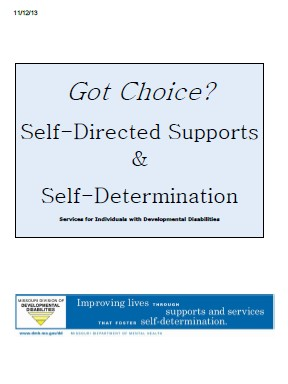 11/12/13
Got Choice?
Self-Directed Supports
&
Self-Determination
Services for Individuals with Developmental Disabilities
MISSOURI DIVISION OF
DEVELOPMENTAL
DISABILITIES
Improving lives THROUGH
supports and services
THAT FOSTER self-determination.
www.dmh.mo.gov/dd MISSOURI DEPARTMENT OF MENTAL HEALTH